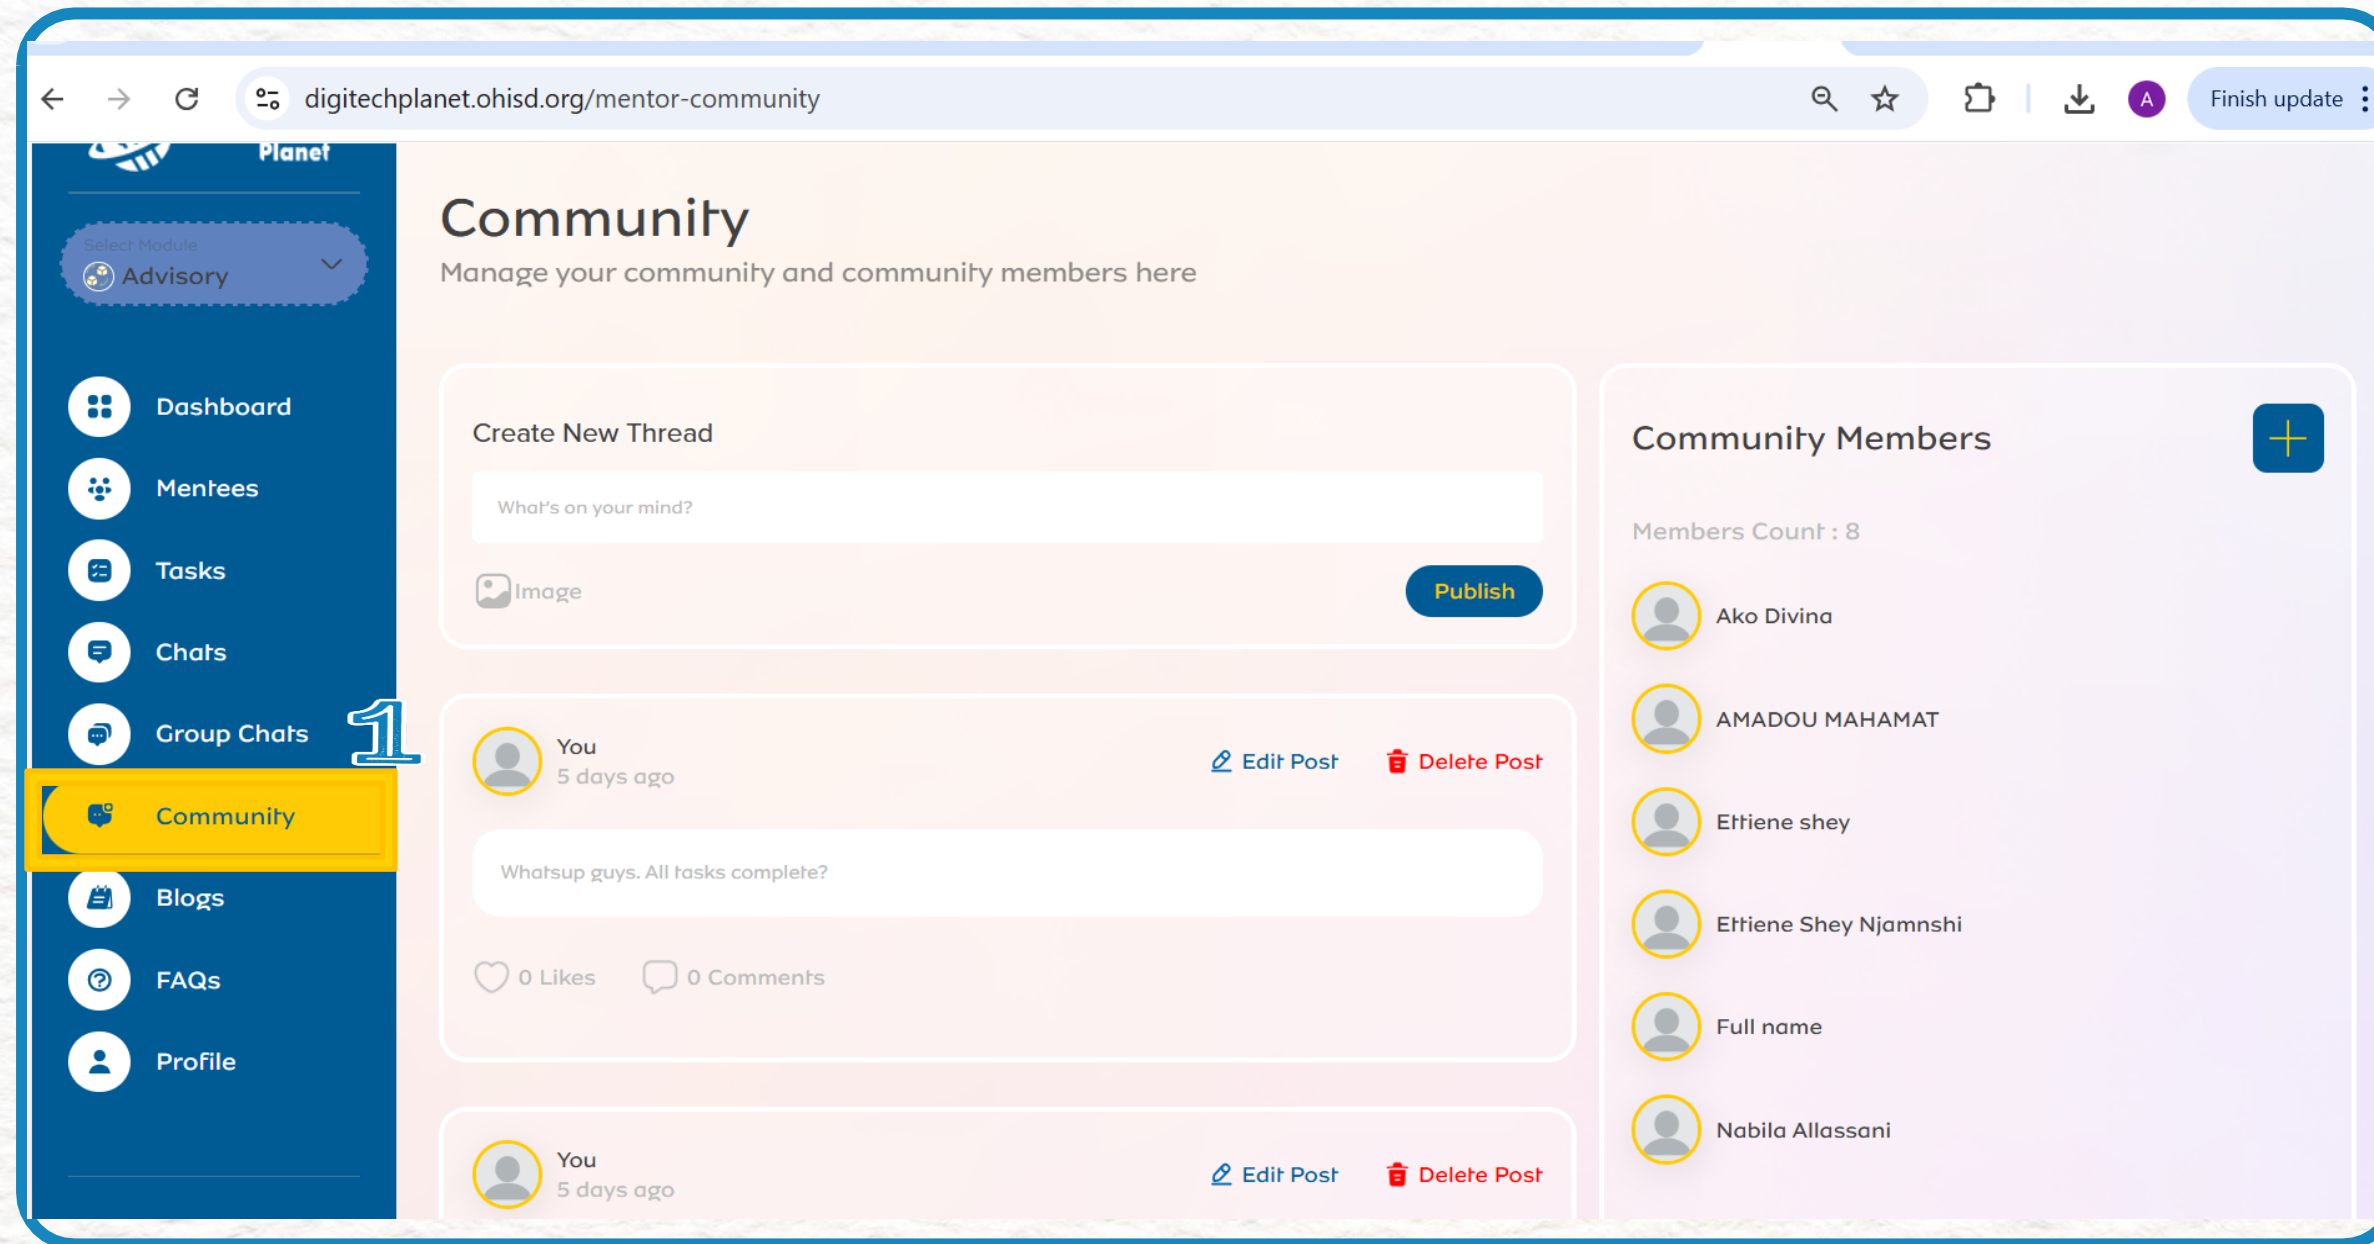 digitechplanet.ohisd.org/mentor-community
A
Finish update
Planet
Select Module
Advisory
Dashboard
Mentees
Tasks
Chats
Group Chats
1
Community
Blogs
FAQs
Profile
Community
Manage your community and community members here
Create New Thread
What's on your mind?
Image
Publish
You
5 days ago
Edit Post
Delete Post
Whatsup guys. All tasks complete?
0 Likes
0 Comments
You
5 days ago
Edit Post
Delete Post
Community Members
Members Count : 8
Ako Divina
AMADOU MAHAMAT
Ettiene shey
Ettiene Shey Njamnshi
Full name
Nabila Allassani